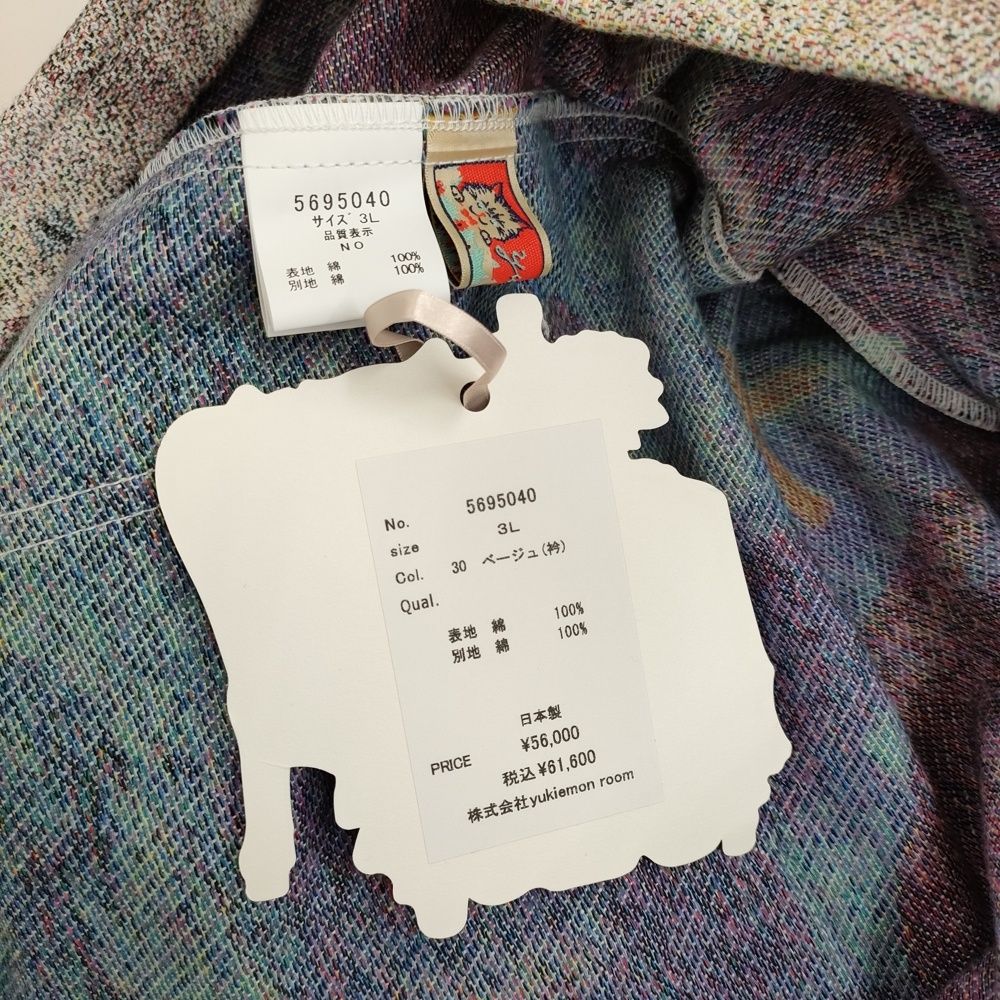 5695040
サイズ 3L
品質表示
NO
表地 綿 100%
別地 綿 100%
No. 5695040
size 3L
Col. 30 ベージュ(衿)
Qual.
表地 綿 100%
別地 綿 100%
日本製
PRICE ¥56,000
税込 ¥61,600
株式会社yukiemon room